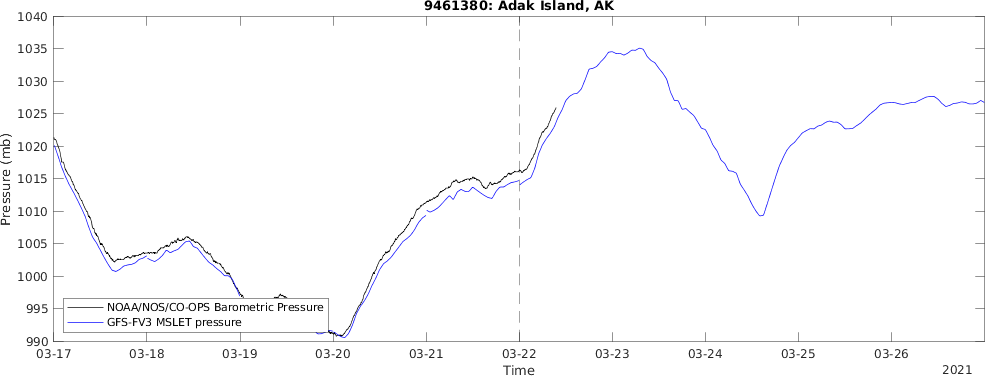 9461380: Adak Island, AK
1040
1035
1030
1025
1020
1015
1010
1005
1000
995
990
Pressure (mb)
NOAA/NOS/CO-OPS Barometric Pressure
GFS-FV3 MSLET pressure
03-17 03-18 03-19 03-20 03-21 03-22 03-23 03-24 03-25 03-26
Time
2021